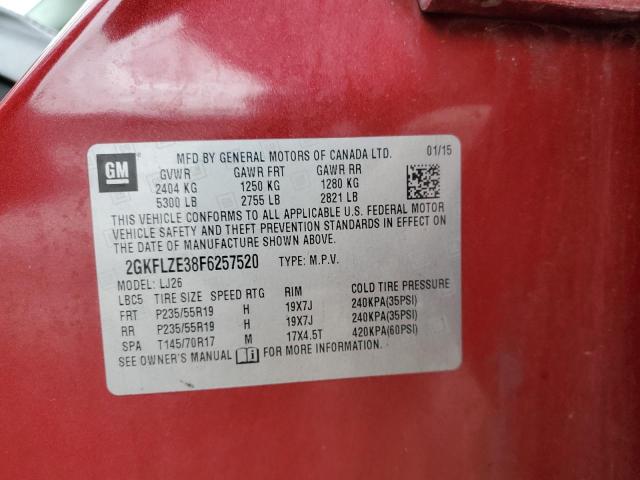 GM
MFD BY GENERAL MOTORS OF CANADA LTD. 01/15
GVWR GAWR FRT GAWR RR
2404 KG 1250 KG 1280 KG
5300 LB 2755 LB 2821 LB
THIS VEHICLE CONFORMS TO ALL APPLICABLE U.S. FEDERAL MOTOR
VEHICLE SAFETY AND THEFT PREVENTION STANDARDS IN EFFECT ON
THE DATE OF MANUFACTURE SHOWN ABOVE.
2GKFLZE38F6257520 TYPE: M.P.V.
MODEL: LJ26
LBC5 TIRE SIZE SPEED RTG RIM COLD TIRE PRESSURE
FRT P235/55R19 H 19X7J 240KPA(35PSI)
RR P235/55R19 H 19X7J 240KPA(35PSI)
SPA T145/70R17 M 17X4.5T 420KPA(60PSI)
SEE OWNER'S MANUAL FOR MORE INFORMATION.